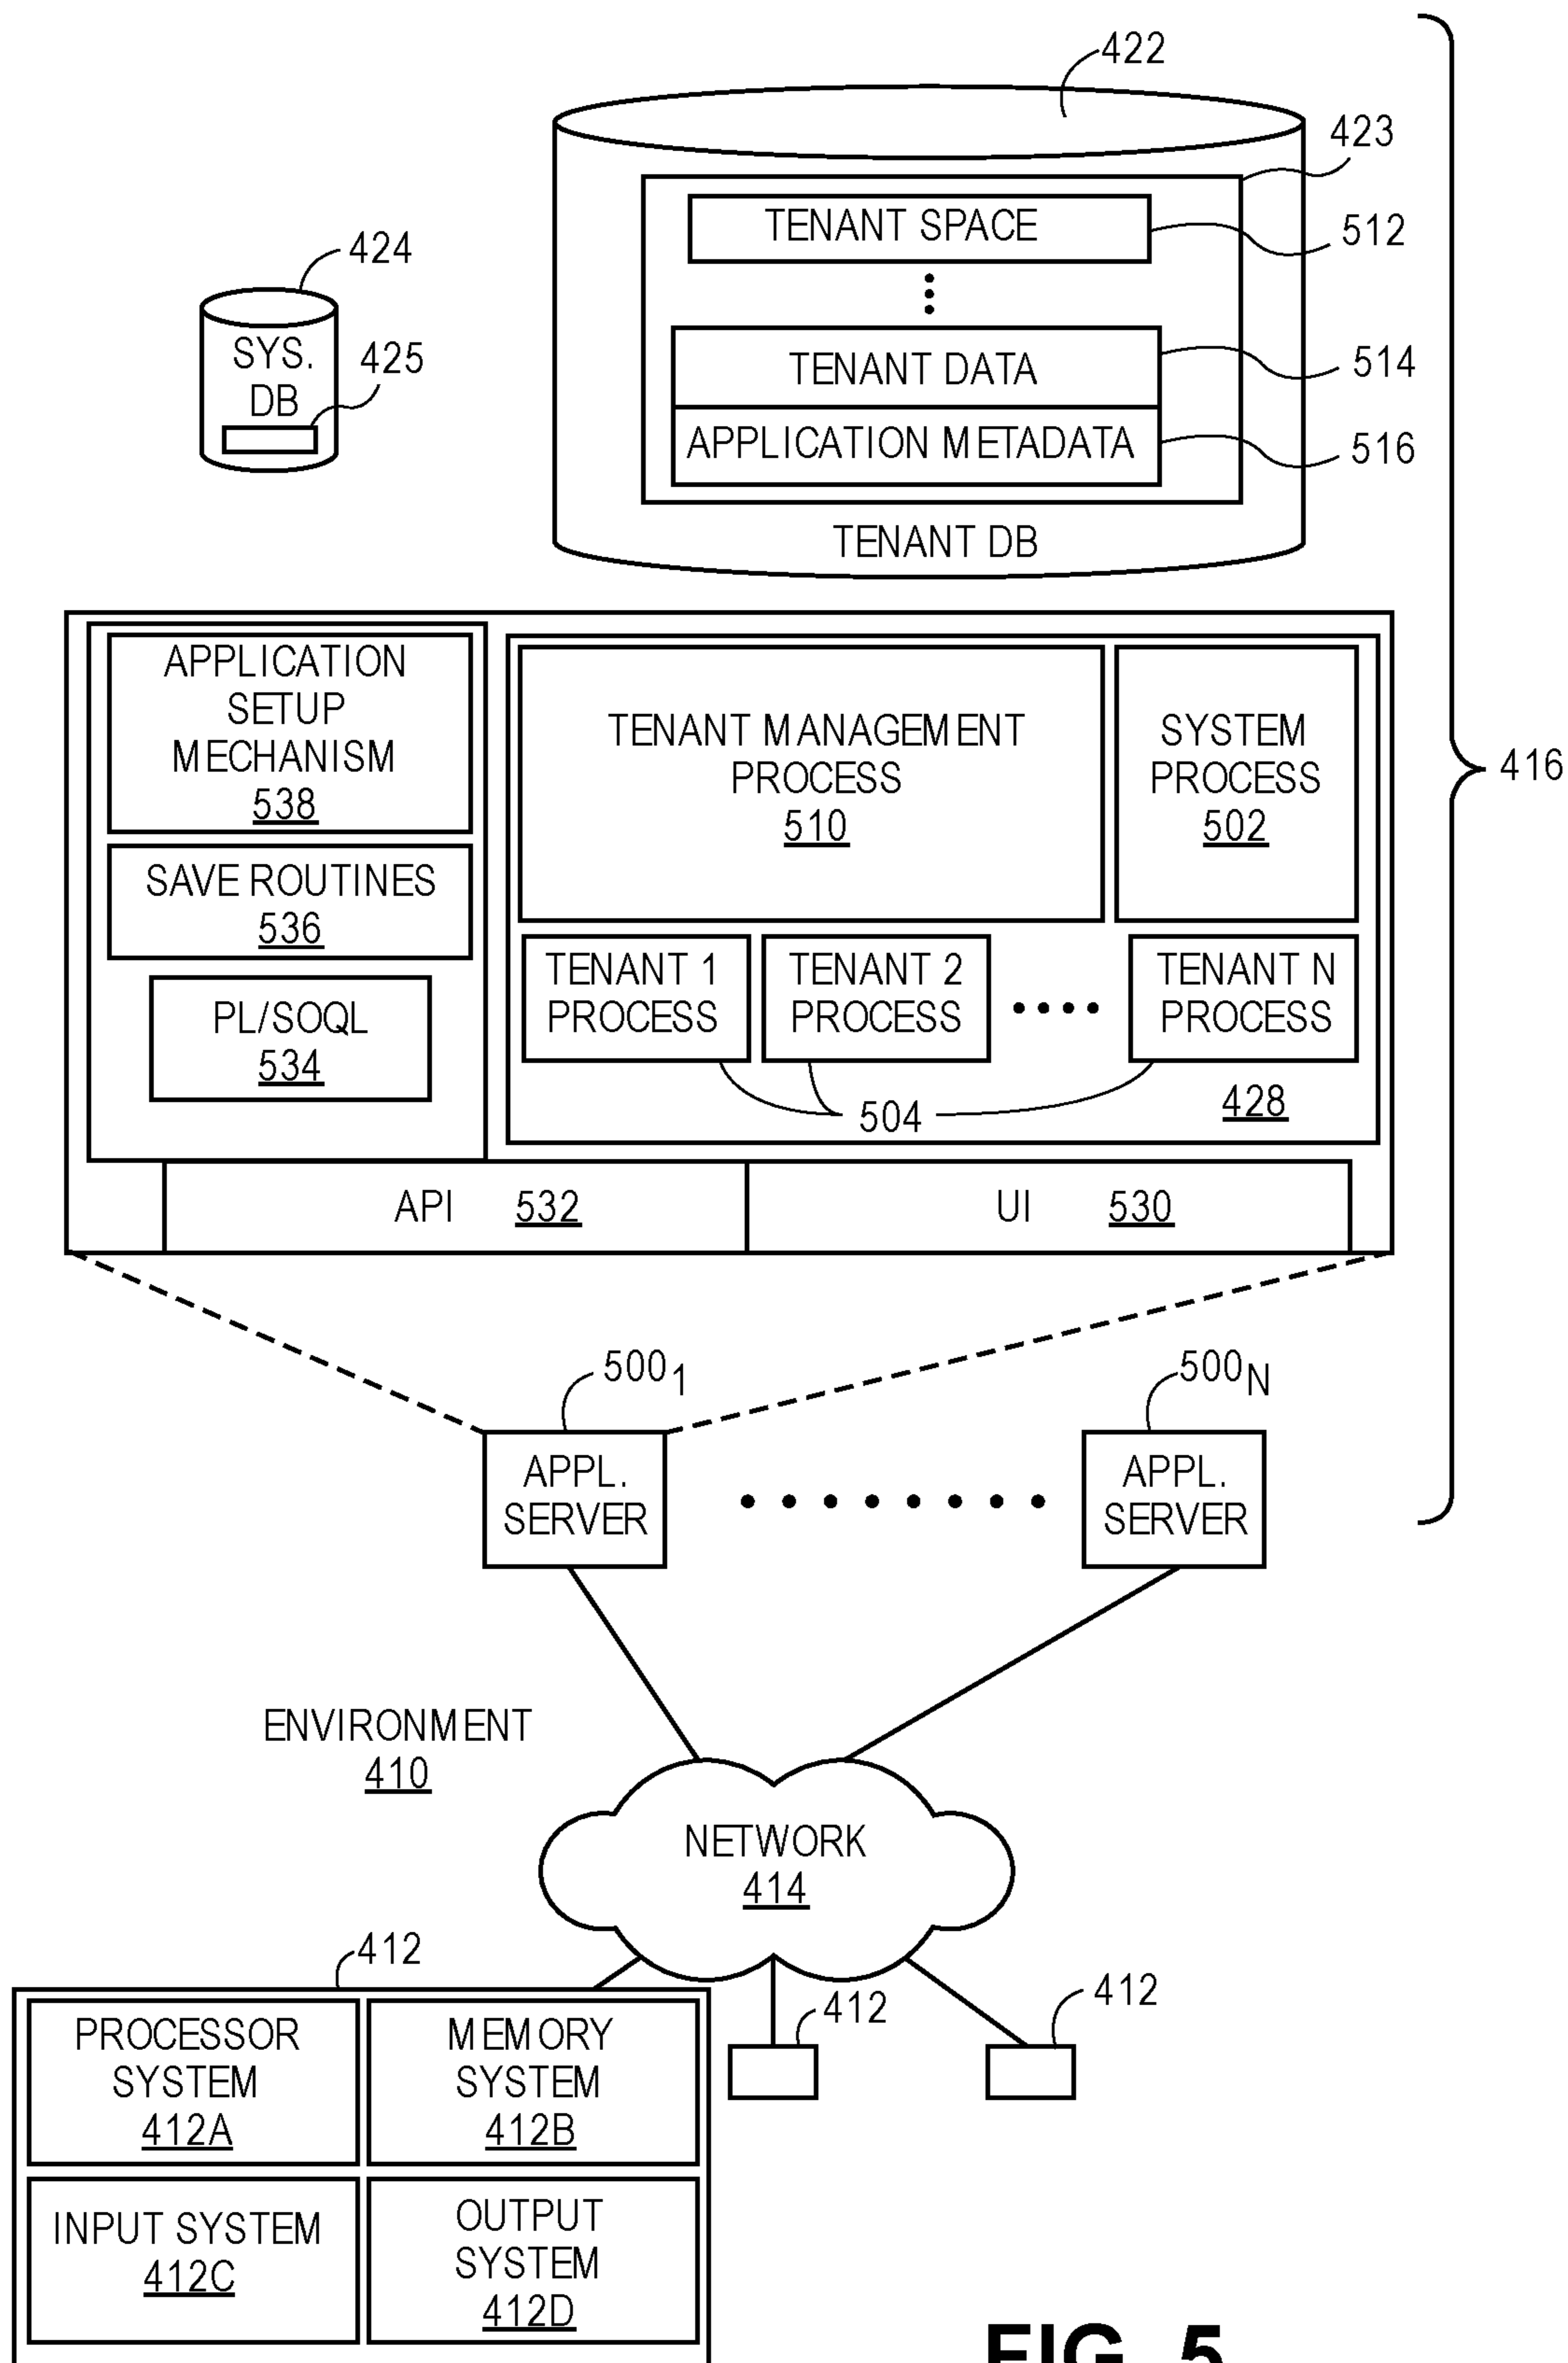 422
423
TENANT SPACE
512
424
SYS.
DB
425
TENANT DATA
514
APPLICATION METADATA
516
TENANT DB
416
APPLICATION
SETUP
MECHANISM
538
SAVE ROUTINES
536
PL/SOQL
534
TENANT MANAGEMENT
PROCESS
510
SYSTEM
PROCESS
502
TENANT 1
PROCESS
TENANT 2
PROCESS
TENANT N
PROCESS
504
428
API 532
UI 530
500 1
500 N
APPL.
SERVER
APPL.
SERVER
ENVIRONMENT
410
NETWORK
414
412
412
412
PROCESSOR
SYSTEM
412A
MEMORY
SYSTEM
412B
INPUT SYSTEM
412C
OUTPUT
SYSTEM
412D
FIG. 5